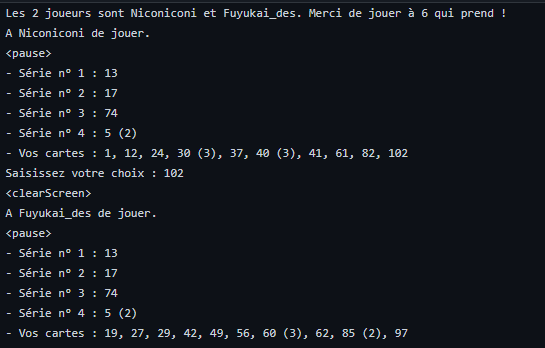 Les 2 joueurs sont Niconiconi et Fuyukai_des. Merci de jouer à 6 qui prend !
A Niconiconi de jouer.
<pause>
- Série n° 1 : 13
- Série n° 2 : 17
- Série n° 3 : 74
- Série n° 4 : 5 (2)
- Vos cartes : 1, 12, 24, 30 (3), 37, 40 (3), 41, 61, 82, 102
Saisissez votre choix : 102
<clearScreen>
A Fuyukai_des de jouer.
<pause>
- Série n° 1 : 13
- Série n° 2 : 17
- Série n° 3 : 74
- Série n° 4 : 5 (2)
- Vos cartes : 19, 27, 29, 42, 49, 56, 60 (3), 62, 85 (2), 97